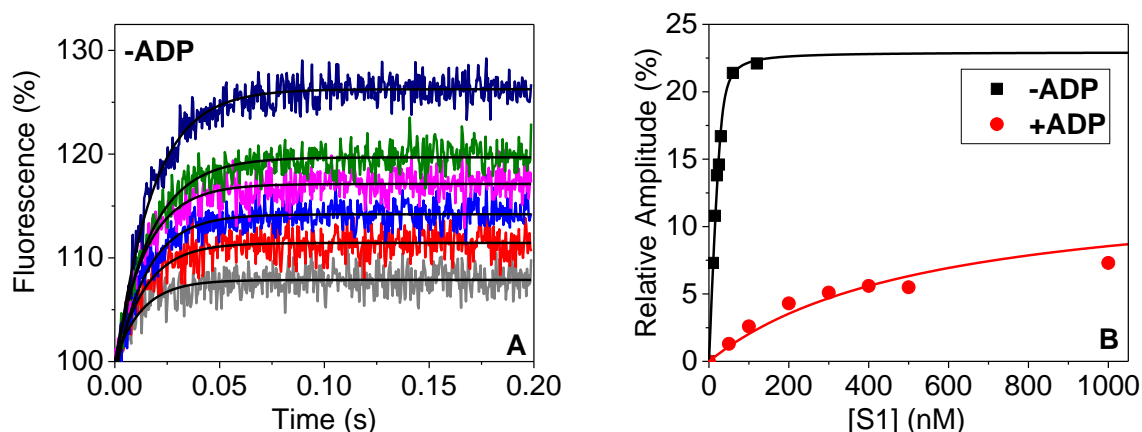 -ADP
130
120
110
100
Fluorescence (%)
0.00 0.05 0.10 0.15 0.20
Time (s)
A
25
20
15
10
5
0
Relative Amplitude (%)
-ADP
+ADP
0 200 400 600 800 1000
[S1] (nM)
B